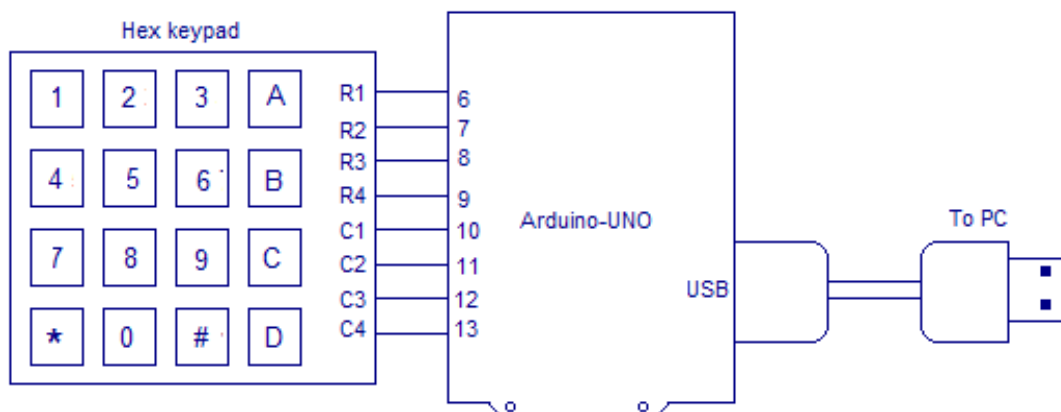 Hex keypad
1 2 3 A
4 5 6 B
7 8 9 C
* 0 # D
R1
R2
R3
R4
C1
C2
C3
C4
6
7
8
9
10
11
12
13
Arduino-UNO
USB
To PC